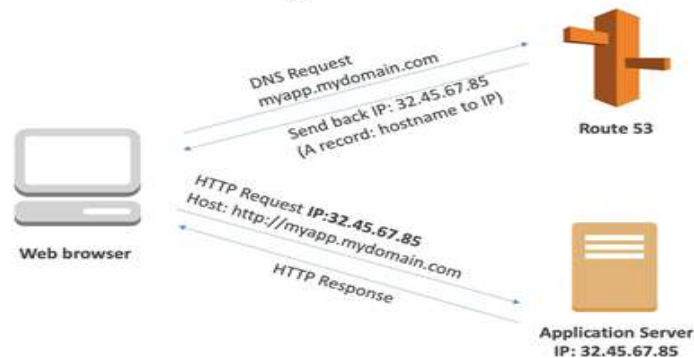 DNS Request
myapp.mydomain.com
Send back IP: 32.45.67.85
(A record: hostname to IP)
Route 53
HTTP Request IP:32.45.67.85
Host: http://myapp.mydomain.com
HTTP Response
Web browser
Application Server
IP: 32.45.67.85